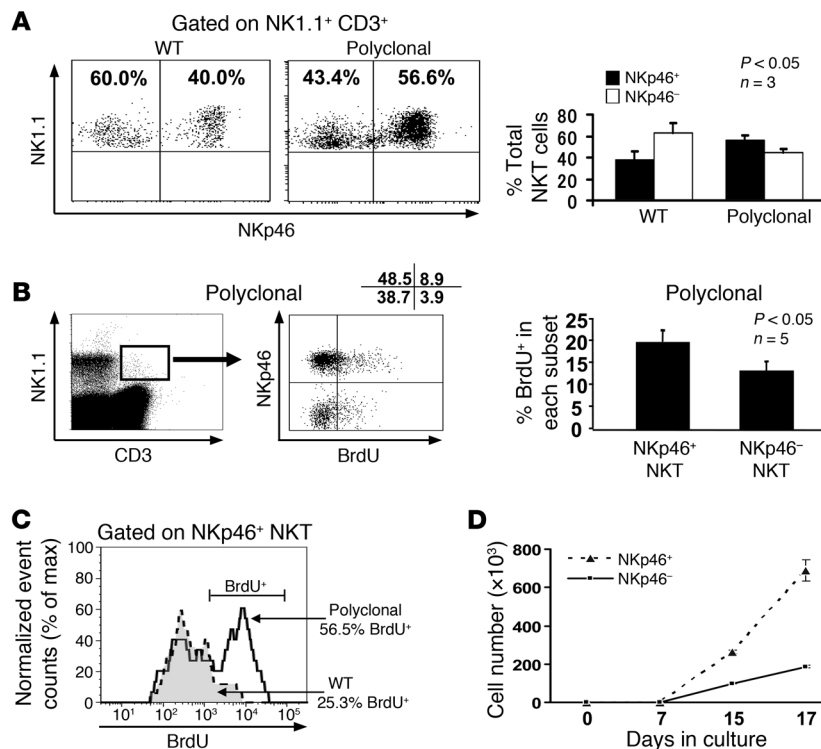 A
Gated on NK1.1⁺ CD3⁺
WT
Polyclonal
60.0% 40.0%
43.4% 56.6%
NK1.1
NKp46
NKp46⁺
NKp46⁻
P < 0.05
n = 3
% Total
NKT cells
80
60
40
20
0
WT Polyclonal
B
Polyclonal
48.5 8.9
38.7 3.9
NK1.1
CD3
NKp46
BrdU
Polyclonal
P < 0.05
n = 5
% BrdU⁺ in
each subset
25
20
15
10
5
0
NKp46⁺
NKT
NKp46⁻
NKT
C
Gated on NKp46⁺ NKT
Normalized event
counts (% of max)
100
80
60
40
20
0
BrdU⁺
Polyclonal
56.5% BrdU⁺
WT
25.3% BrdU⁺
10¹ 10² 10³ 10⁴ 10⁵
BrdU
D
NKp46⁺
NKp46⁻
Cell number (×10³)
800
600
400
200
0
0 7 15 17
Days in culture